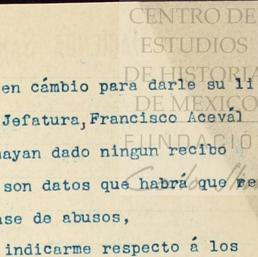 CENTRO DE
ESTUDIOS
DE HISTORIA
DE MEXICO
FUNDACIÓ
en cámbio para darle su li
Jefatura, Francisco Acevál
hayan dado ningun recibo
son datos que habrá que re
ase de abusos,
indicarme respecto á los